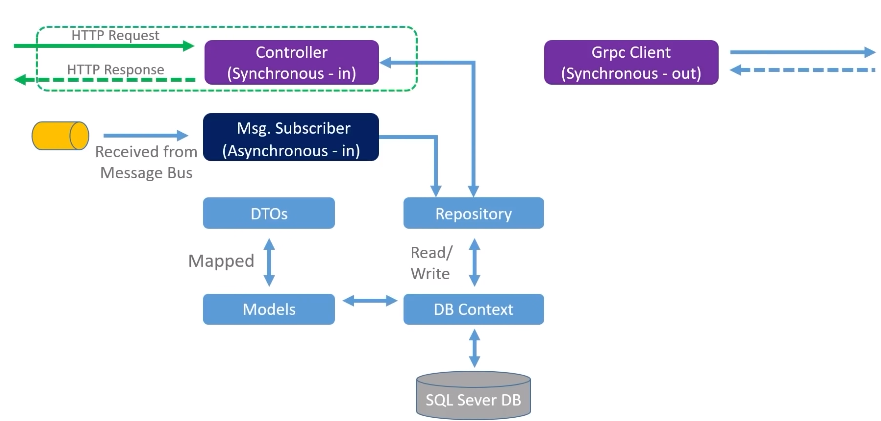 HTTP Request
HTTP Response
Controller
(Synchronous - in)
Grpc Client
(Synchronous - out)
Msg. Subscriber
(Asynchronous - in)
Received from
Message Bus
DTOs
Repository
Mapped
Read/
Write
Models
DB Context
SQL Sever DB